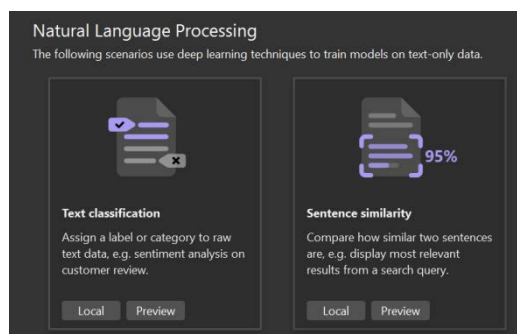 Natural Language Processing
The following scenarios use deep learning techniques to train models on text-only data.
95%
Text classification
Assign a label or category to raw
text data, e.g. sentiment analysis on
customer review.
Local Preview
Sentence similarity
Compare how similar two sentences
are, e.g. display most relevant
results from a search query.
Local Preview